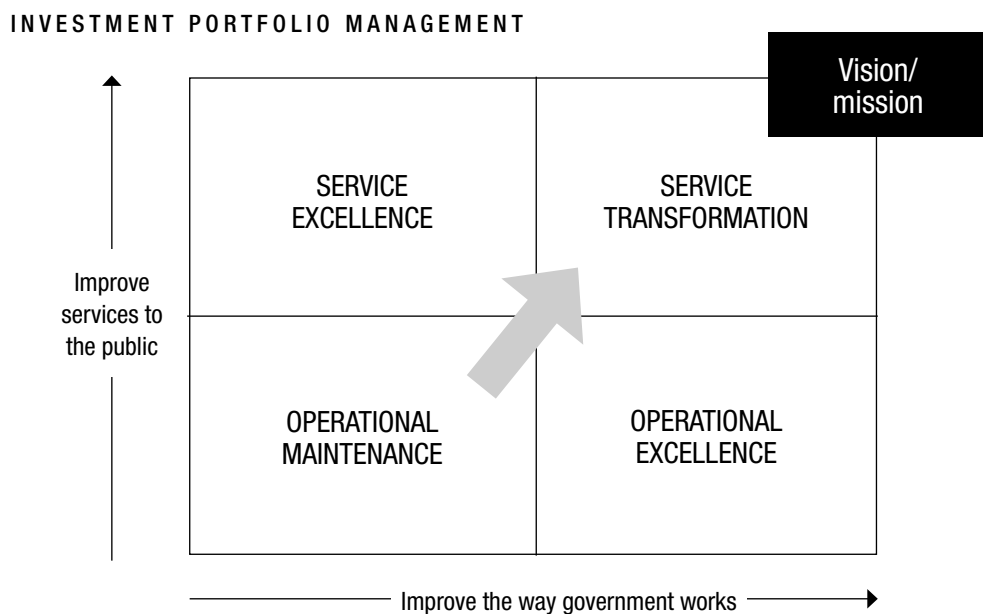 INVESTMENT PORTFOLIO MANAGEMENT
Vision/
mission
SERVICE
EXCELLENCE
SERVICE
TRANSFORMATION
Improve
services to
the public
OPERATIONAL
MAINTENANCE
OPERATIONAL
EXCELLENCE
Improve the way government works